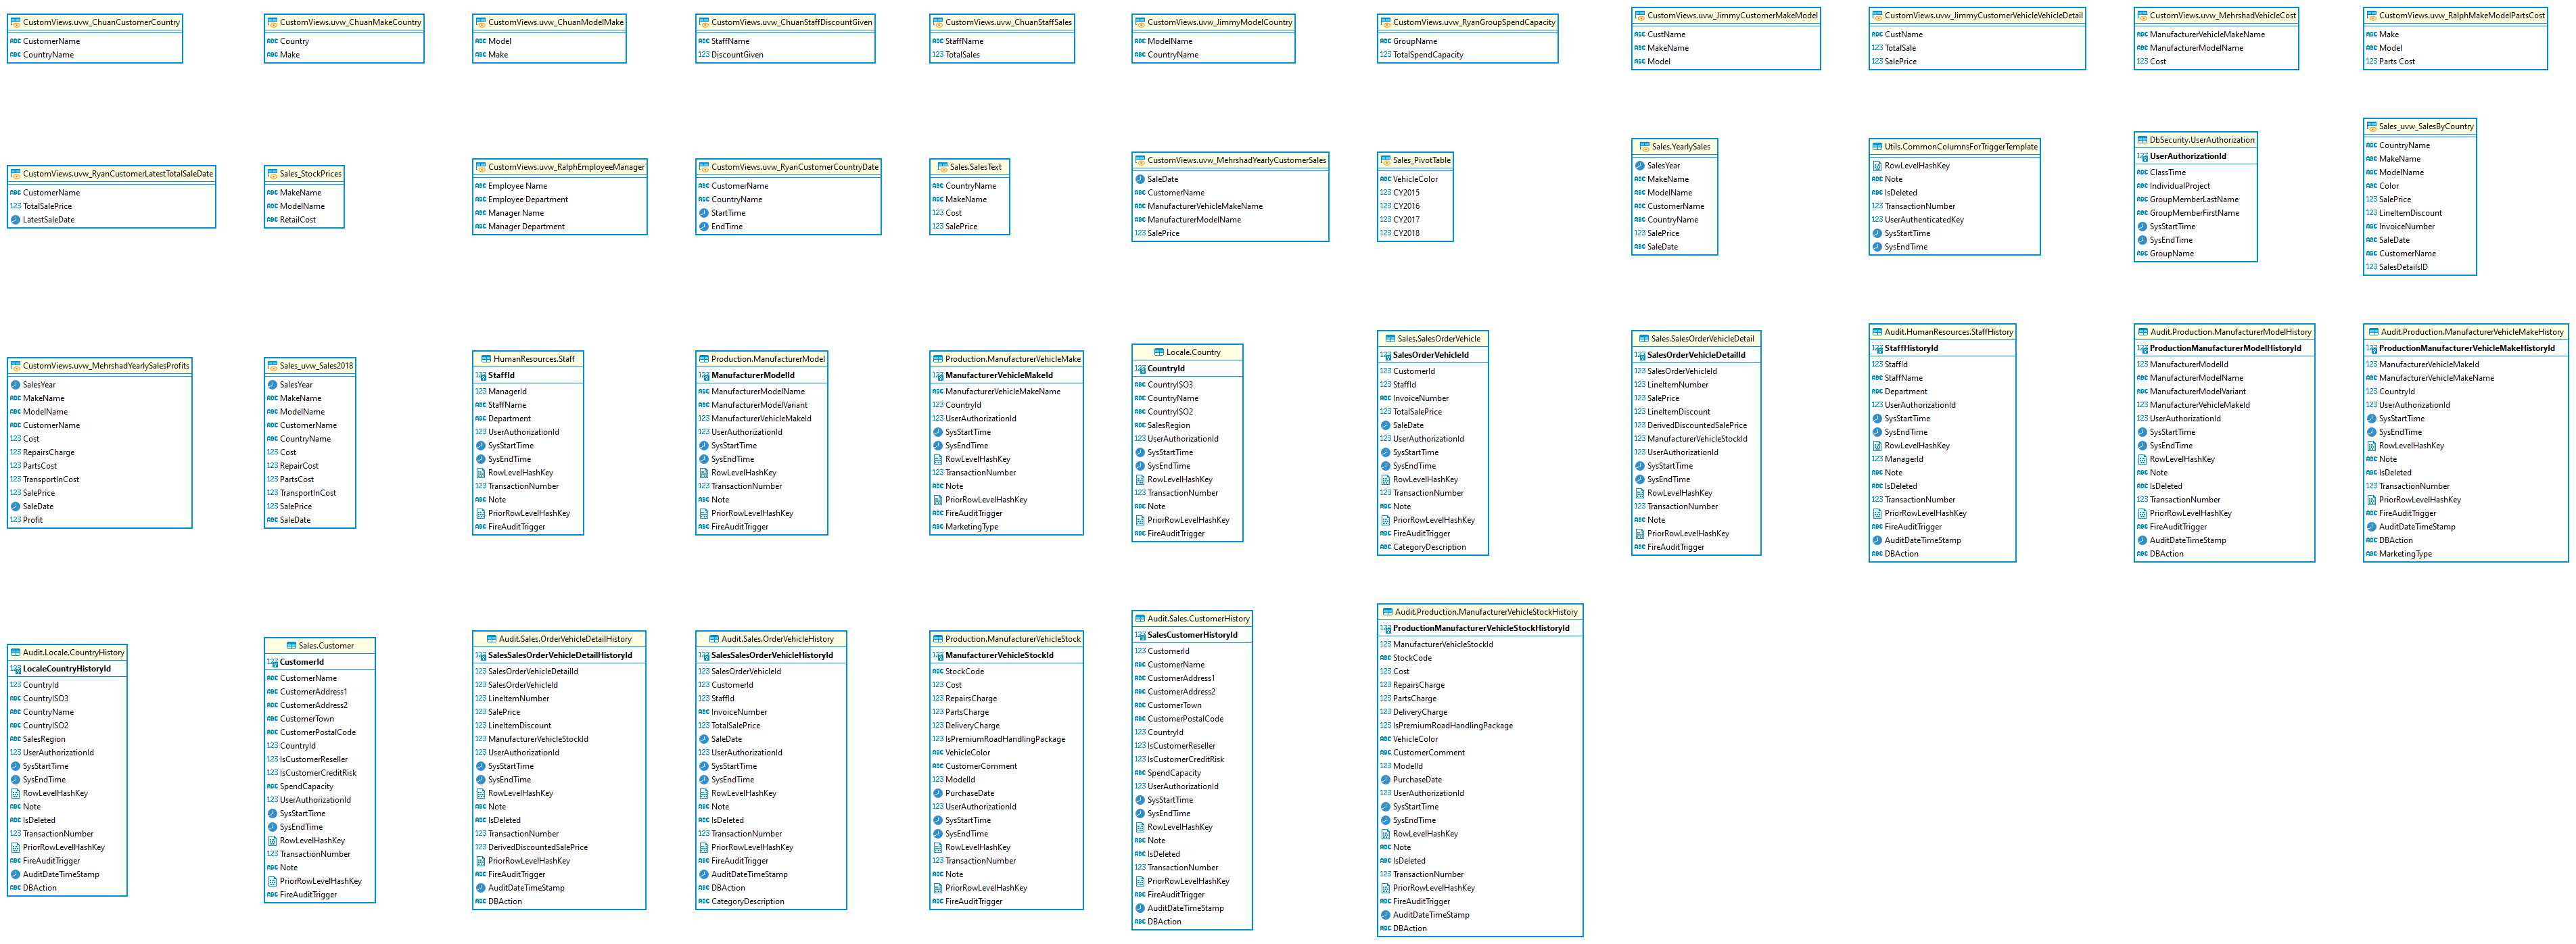 CustomViews.uvw_ChuanCustomerCountry
CustomerName
CountryName
CustomViews.uvw_ChuanMakeCountry
Country
Make
CustomViews.uvw_ChuanModelMake
Model
Make
CustomViews.uvw_ChuanStaffDiscountGiven
StaffName
DiscountGiven
CustomViews.uvw_ChuanStaffSales
StaffName
TotalSales
CustomViews.uvw_JimmyModelCountry
ModelName
CountryName
CustomViews.uvw_RyanGroupSpendCapacity
GroupName
TotalSpendCapacity
CustomViews.uvw_JimmyCustomerMakeModel
CustName
MakeName
Model
CustomViews.uvw_JimmyCustomerVehicleVehicleDetail
CustName
TotalSale
SalePrice
CustomViews.uvw_MehrshadVehicleCost
ManufacturerVehicleMakeName
ManufacturerModelName
Cost
CustomViews.uvw_RalphMakeModelPartsCost
Make
Model
Parts Cost
CustomViews.uvw_RyanCustomerLatestTotalSaleDate
CustomerName
TotalSalePrice
LatestSaleDate
Sales_StockPrices
MakeName
ModelName
RetailCost
CustomViews.uvw_RalphEmployeeManager
Employee Name
Employee Department
Manager Name
Manager Department
CustomViews.uvw_RyanCustomerCountryDate
CustomerName
CountryName
StartTime
EndTime
Sales.SalesText
CountryName
MakeName
Cost
SalePrice
CustomViews.uvw_MehrshadYearlyCustomerSales
SaleDate
CustomerName
ManufacturerVehicleMakeName
ManufacturerModelName
SalePrice
Sales_PivotTable
VehicleColor
CY2015
CY2016
CY2017
CY2018
Sales.YearlySales
SalesYear
MakeName
ModelName
CustomerName
CountryName
SalePrice
SaleDate
Utils.CommonColumnsForTriggerTemplate
RowLevelHashKey
Note
IsDeleted
TransactionNumber
UserAuthenticatedKey
SysStartTime
SysEndTime
DbSecurity.UserAuthorization
UserAuthorizationId
ClassTime
IndividualProject
GroupMemberLastName
GroupMemberFirstName
SysStartTime
SysEndTime
GroupName
Sales_uvw_SalesByCountry
CountryName
MakeName
ModelName
Color
SalePrice
LineItemDiscount
InvoiceNumber
SaleDate
CustomerName
SalesDetailsID
CustomViews.uvw_MehrshadYearlySalesProfits
SalesYear
MakeName
ModelName
CustomerName
Cost
RepairsCharge
PartsCost
TransportInCost
SalePrice
SaleDate
Profit
Sales_uvw_Sales2018
SalesYear
MakeName
ModelName
CustomerName
CountryName
Cost
RepairCost
PartsCost
TransportInCost
SalePrice
SaleDate
HumanResources.Staff
StaffId
ManagerId
StaffName
Department
UserAuthorizationId
SysStartTime
SysEndTime
RowLevelHashKey
TransactionNumber
Note
PriorRowLevelHashKey
FireAuditTrigger
Production.ManufacturerModel
ManufacturerModelId
ManufacturerModelName
ManufacturerModelVariant
ManufacturerVehicleMakeId
UserAuthorizationId
SysStartTime
SysEndTime
RowLevelHashKey
TransactionNumber
Note
PriorRowLevelHashKey
FireAuditTrigger
Production.ManufacturerVehicleMake
ManufacturerVehicleMakeId
ManufacturerVehicleMakeName
CountryId
UserAuthorizationId
SysStartTime
SysEndTime
RowLevelHashKey
TransactionNumber
Note
PriorRowLevelHashKey
FireAuditTrigger
MarketingType
Locale.Country
CountryId
CountryISO3
CountryName
CountryISO2
SalesRegion
UserAuthorizationId
SysStartTime
SysEndTime
RowLevelHashKey
TransactionNumber
Note
PriorRowLevelHashKey
FireAuditTrigger
Sales.SalesOrderVehicle
SalesOrderVehicleId
CustomerId
StaffId
InvoiceNumber
TotalSalePrice
SaleDate
UserAuthorizationId
SysStartTime
SysEndTime
RowLevelHashKey
TransactionNumber
Note
PriorRowLevelHashKey
FireAuditTrigger
CategoryDescription
Sales.SalesOrderVehicleDetail
SalesOrderVehicleDetailId
SalesOrderVehicleId
LineItemNumber
SalePrice
LineItemDiscount
DerivedDiscountedSalePrice
ManufacturerVehicleStockId
UserAuthorizationId
SysStartTime
SysEndTime
RowLevelHashKey
TransactionNumber
Note
PriorRowLevelHashKey
FireAuditTrigger
Audit.HumanResources.StaffHistory
StaffHistoryId
StaffId
StaffName
Department
UserAuthorizationId
SysStartTime
SysEndTime
RowLevelHashKey
ManagerId
Note
IsDeleted
TransactionNumber
PriorRowLevelHashKey
FireAuditTrigger
AuditDateTimeStamp
DBAction
Audit.Production.ManufacturerModelHistory
ProductionManufacturerModelHistoryId
ManufacturerModelId
ManufacturerModelName
ManufacturerModelVariant
ManufacturerVehicleMakeId
UserAuthorizationId
SysStartTime
SysEndTime
RowLevelHashKey
Note
IsDeleted
TransactionNumber
PriorRowLevelHashKey
FireAuditTrigger
AuditDateTimeStamp
DBAction
Audit.Production.ManufacturerVehicleMakeHistory
ProductionManufacturerVehicleMakeHistoryId
ManufacturerVehicleMakeId
ManufacturerVehicleMakeName
CountryId
UserAuthorizationId
SysStartTime
SysEndTime
RowLevelHashKey
Note
IsDeleted
TransactionNumber
PriorRowLevelHashKey
FireAuditTrigger
AuditDateTimeStamp
DBAction
MarketingType
Audit.Locale.CountryHistory
LocaleCountryHistoryId
CountryId
CountryISO3
CountryName
CountryISO2
SalesRegion
UserAuthorizationId
SysStartTime
SysEndTime
RowLevelHashKey
Note
IsDeleted
TransactionNumber
PriorRowLevelHashKey
FireAuditTrigger
AuditDateTimeStamp
DBAction
Sales.Customer
CustomerId
CustomerName
CustomerAddress1
CustomerAddress2
CustomerTown
CustomerPostalCode
CountryId
IsCustomerReseller
IsCustomerCreditRisk
SpendCapacity
UserAuthorizationId
SysStartTime
SysEndTime
RowLevelHashKey
TransactionNumber
Note
PriorRowLevelHashKey
FireAuditTrigger
Audit.Sales.OrderVehicleDetailHistory
SalesSalesOrderVehicleDetailHistoryId
SalesOrderVehicleDetailId
SalesOrderVehicleId
LineItemNumber
SalePrice
LineItemDiscount
ManufacturerVehicleStockId
UserAuthorizationId
SysStartTime
SysEndTime
RowLevelHashKey
Note
IsDeleted
TransactionNumber
DerivedDiscountedSalePrice
PriorRowLevelHashKey
FireAuditTrigger
AuditDateTimeStamp
DBAction
Audit.Sales.OrderVehicleHistory
SalesSalesOrderVehicleHistoryId
SalesOrderVehicleId
CustomerId
StaffId
InvoiceNumber
TotalSalePrice
SaleDate
UserAuthorizationId
SysStartTime
SysEndTime
RowLevelHashKey
Note
IsDeleted
TransactionNumber
PriorRowLevelHashKey
FireAuditTrigger
AuditDateTimeStamp
DBAction
CategoryDescription
Production.ManufacturerVehicleStock
ManufacturerVehicleStockId
StockCode
Cost
RepairsCharge
PartsCharge
DeliveryCharge
IsPremiumRoadHandlingPackage
VehicleColor
CustomerComment
ModelId
PurchaseDate
UserAuthorizationId
SysStartTime
SysEndTime
RowLevelHashKey
TransactionNumber
Note
PriorRowLevelHashKey
FireAuditTrigger
Audit.Sales.CustomerHistory
SalesCustomerHistoryId
CustomerId
CustomerName
CustomerAddress1
CustomerAddress2
CustomerTown
CustomerPostalCode
CountryId
IsCustomerReseller
IsCustomerCreditRisk
SpendCapacity
UserAuthorizationId
SysStartTime
SysEndTime
RowLevelHashKey
Note
IsDeleted
TransactionNumber
PriorRowLevelHashKey
FireAuditTrigger
AuditDateTimeStamp
DBAction
Audit.Production.ManufacturerVehicleStockHistory
ProductionManufacturerVehicleStockHistoryId
ManufacturerVehicleStockId
StockCode
Cost
RepairsCharge
PartsCharge
DeliveryCharge
IsPremiumRoadHandlingPackage
VehicleColor
CustomerComment
ModelId
PurchaseDate
UserAuthorizationId
SysStartTime
SysEndTime
RowLevelHashKey
Note
IsDeleted
TransactionNumber
PriorRowLevelHashKey
FireAuditTrigger
AuditDateTimeStamp
DBAction